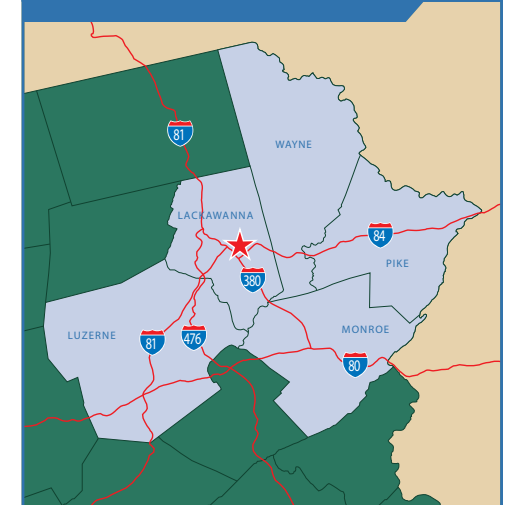 81
WAYNE
LACKAWANNA
84
PIKE
380
LUZERNE
81
476
MONROE
80